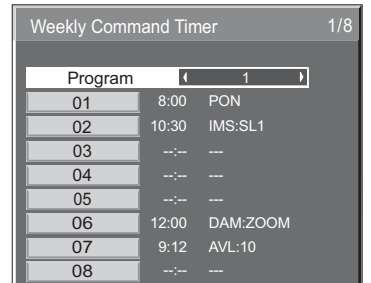 Weekly Command Timer 1/8
Program 1
01 8:00 PON
02 10:30 IMS:SL1
03 --:-- ---
04 --:-- ---
05 --:-- ---
06 12:00 DAM:ZOOM
07 9:12 AVL:10
08 --:-- ---